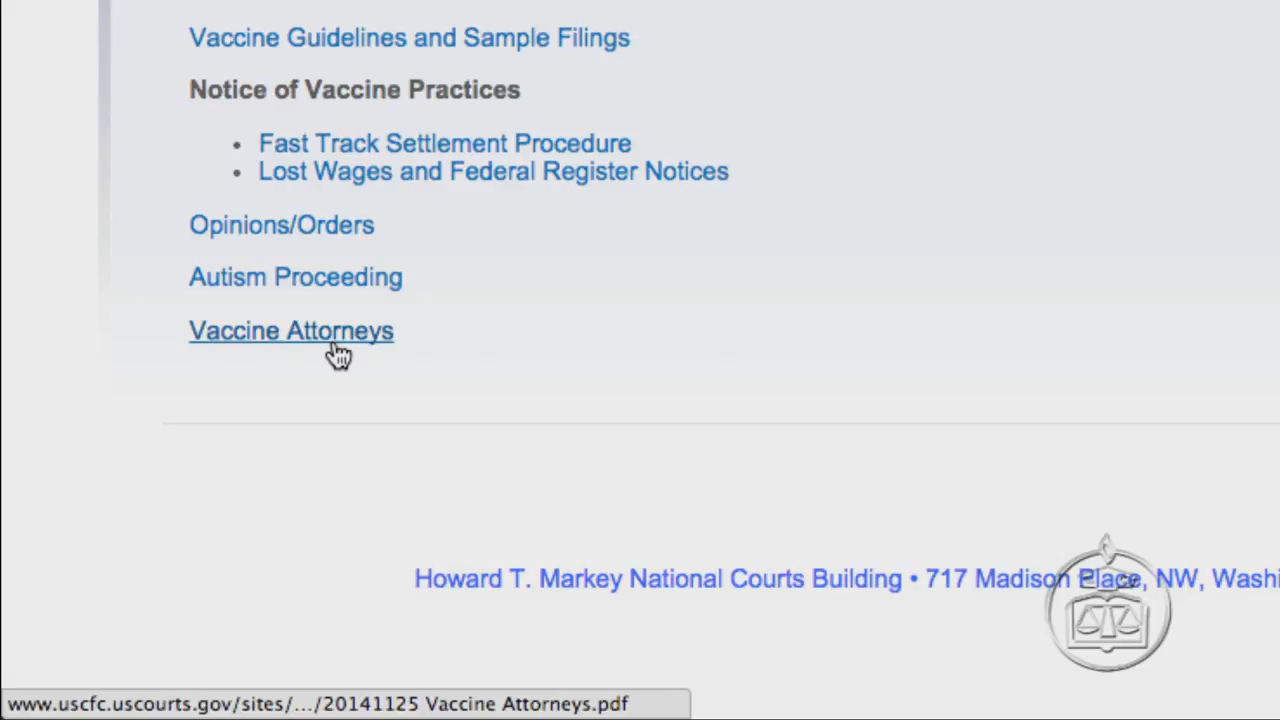 Vaccine Guidelines and Sample Filings
Notice of Vaccine Practices
• Fast Track Settlement Procedure
• Lost Wages and Federal Register Notices
Opinions/Orders
Autism Proceeding
Vaccine Attorneys
Howard T. Markey National Courts Building • 717 Madison Place, NW, Washi
www.uscfc.uscourts.gov/sites/.../20141125 Vaccine Attorneys.pdf